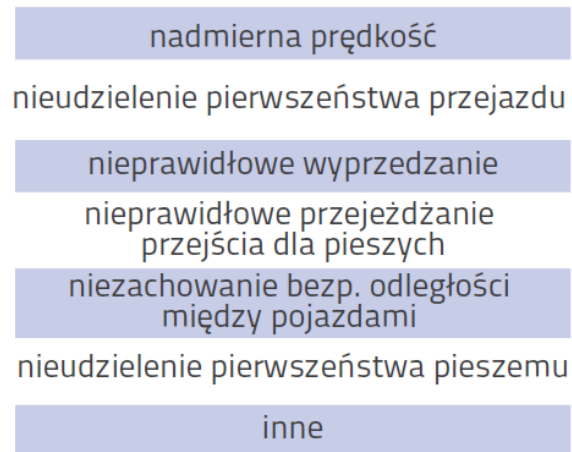 nadmierna prędkość
nieudzielenie pierwszeństwa przejazdu
nieprawidłowe wyprzedzanie
nieprawidłowe przejeżdżanie
przejścia dla pieszych
niezachowanie bezp. odległości
między pojazdami
nieudzielenie pierwszeństwa pieszemu
inne